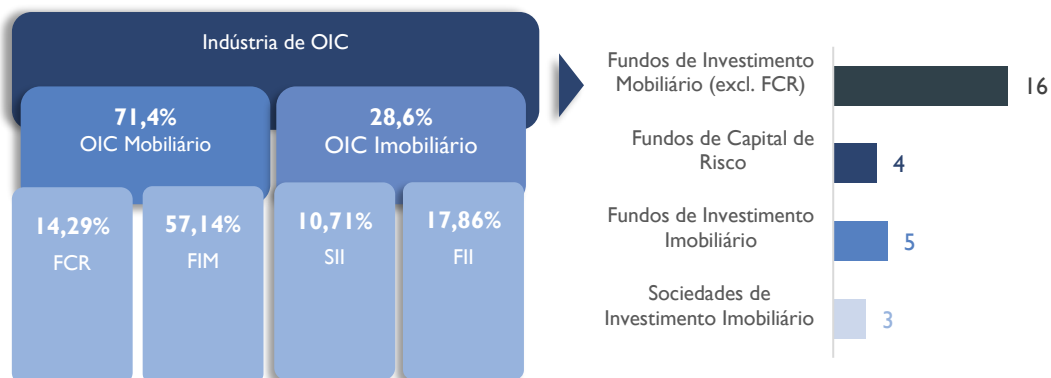 Indústria de OIC
71,4%
OIC Mobiliário
28,6%
OIC Imobiliário
14,29%
FCR
57,14%
FIM
10,71%
SII
17,86%
FII
Fundos de Investimento
Mobiliário (excl. FCR)
16
Fundos de Capital de
Risco
4
Fundos de Investimento
Imobiliário
5
Sociedades de
Investimento Imobiliário
3